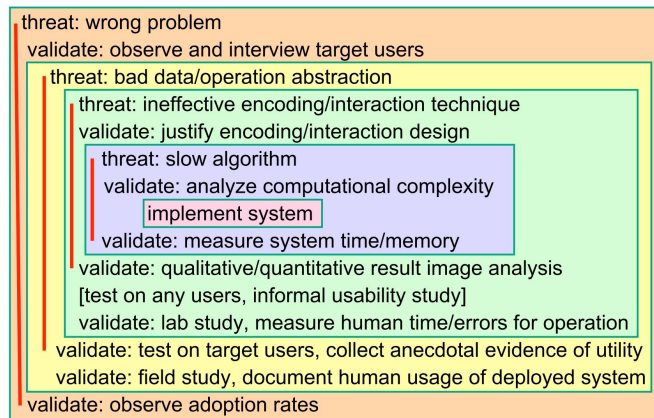 threat: wrong problem
validate: observe and interview target users
threat: bad data/operation abstraction
threat: ineffective encoding/interaction technique
validate: justify encoding/interaction design
threat: slow algorithm
validate: analyze computational complexity
implement system
validate: measure system time/memory
validate: qualitative/quantitative result image analysis
[test on any users, informal usability study]
validate: lab study, measure human time/errors for operation
validate: test on target users, collect anecdotal evidence of utility
validate: field study, document human usage of deployed system
validate: observe adoption rates